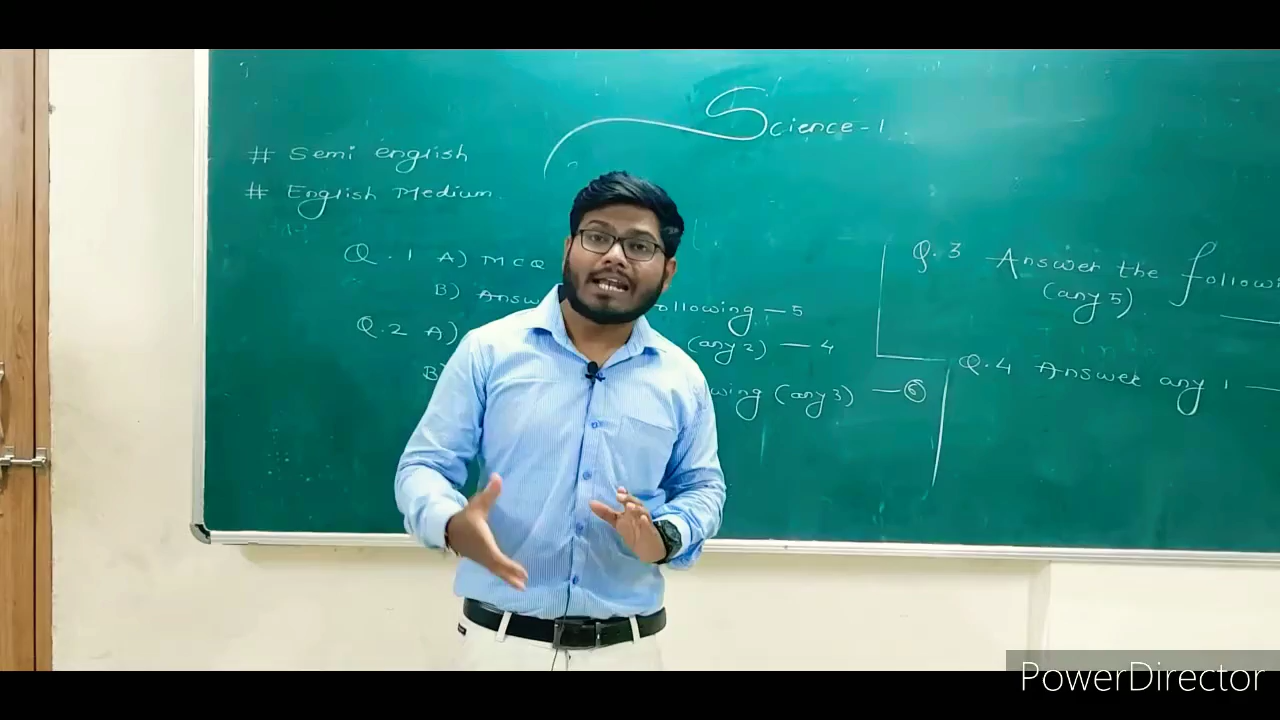 Science-1
# Semi english
# English Medium
Q.1 A) MCQ
B) Answ ollowing - 5
Q.2 A) (any 2) - 4
B) wing (any 3) - 6
Q.3 Answer the followi
(any 5)
Q.4 Answer any 1 -
PowerDirector